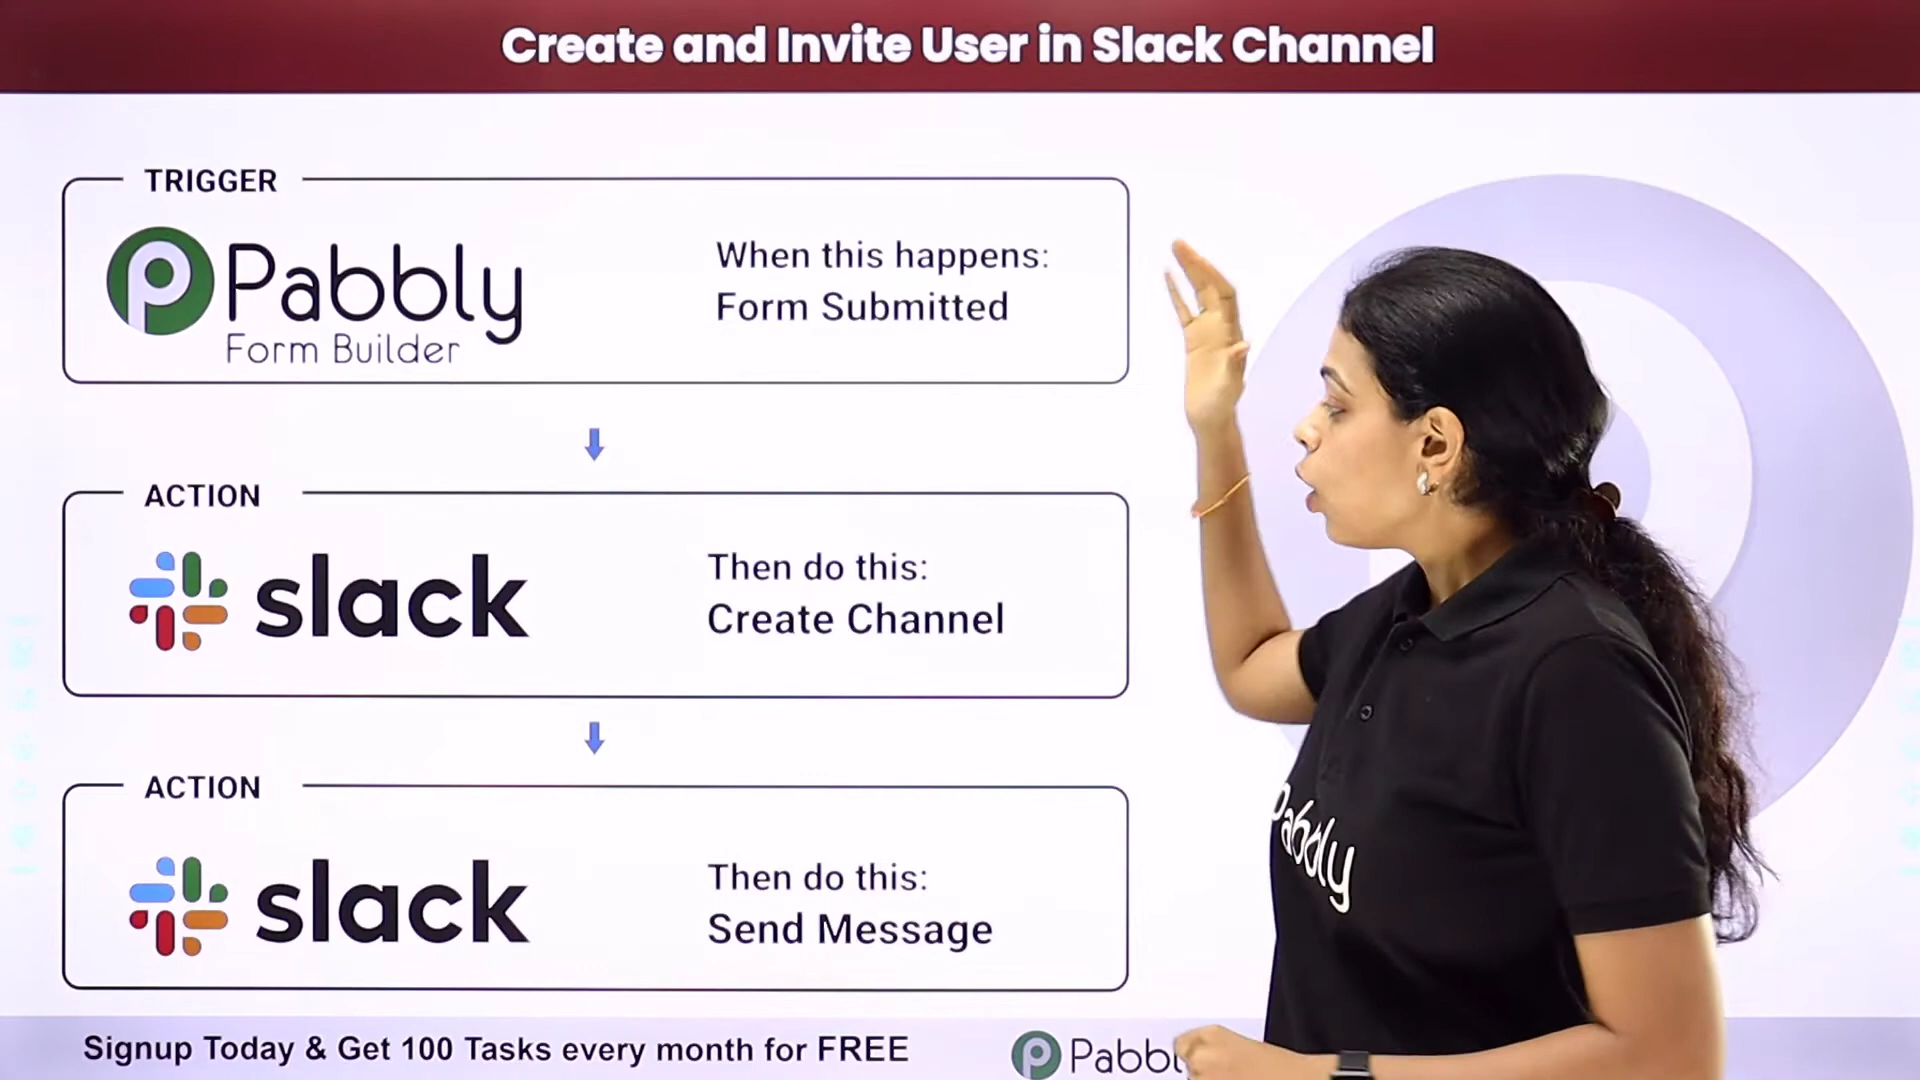 Create and Invite User in Slack Channel
TRIGGER
Pabbly
Form Builder
When this happens:
Form Submitted
ACTION
slack
Then do this:
Create Channel
ACTION
slack
Then do this:
Send Message
Pabbly
Signup Today & Get 100 Tasks every month for FREE
Pabbl